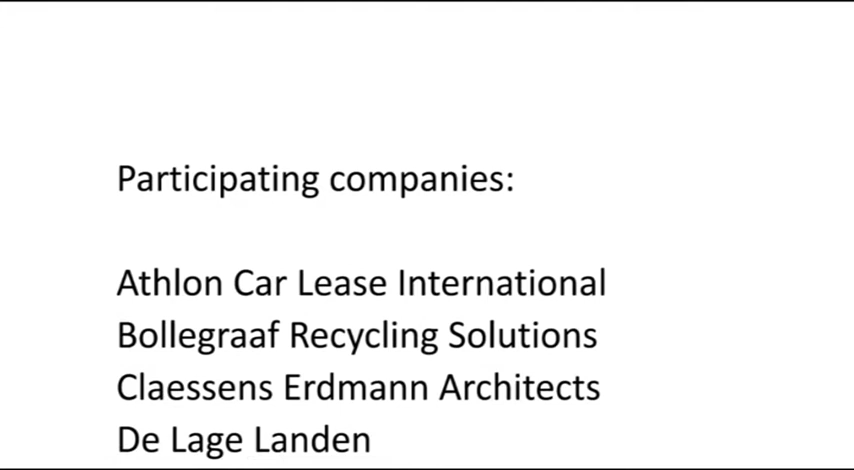 Participating companies:
Athlon Car Lease International
Bollegraaf Recycling Solutions
Claessens Erdmann Architects
De Lage Landen